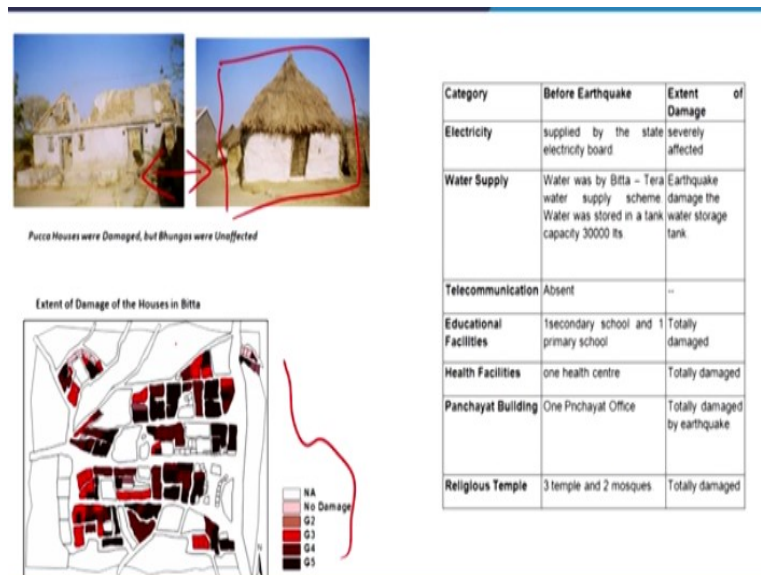 Pucca Houses were Damaged, but Bhungas were Unaffected
Extent of Damage of the Houses in Bitta
NA
No Damage
G2
G3
G4
G5
N
Category Before Earthquake Extent of
Damage
Electricity supplied by the state severely
electricity board affected
Water Supply Water was by Bitta – Tera Earthquake
water supply scheme damage the
Water was stored in a tank water storage
capacity 30000 lts. tank
Telecommunication Absent --
Educational 1secondary school and 1 Totally
Facilities primary school damaged
Health Facilities one health centre Totally damaged
Panchayat Building One Pnchayat Office Totally damaged
by earthquake
Religious Temple 3 temple and 2 mosques Totally damaged